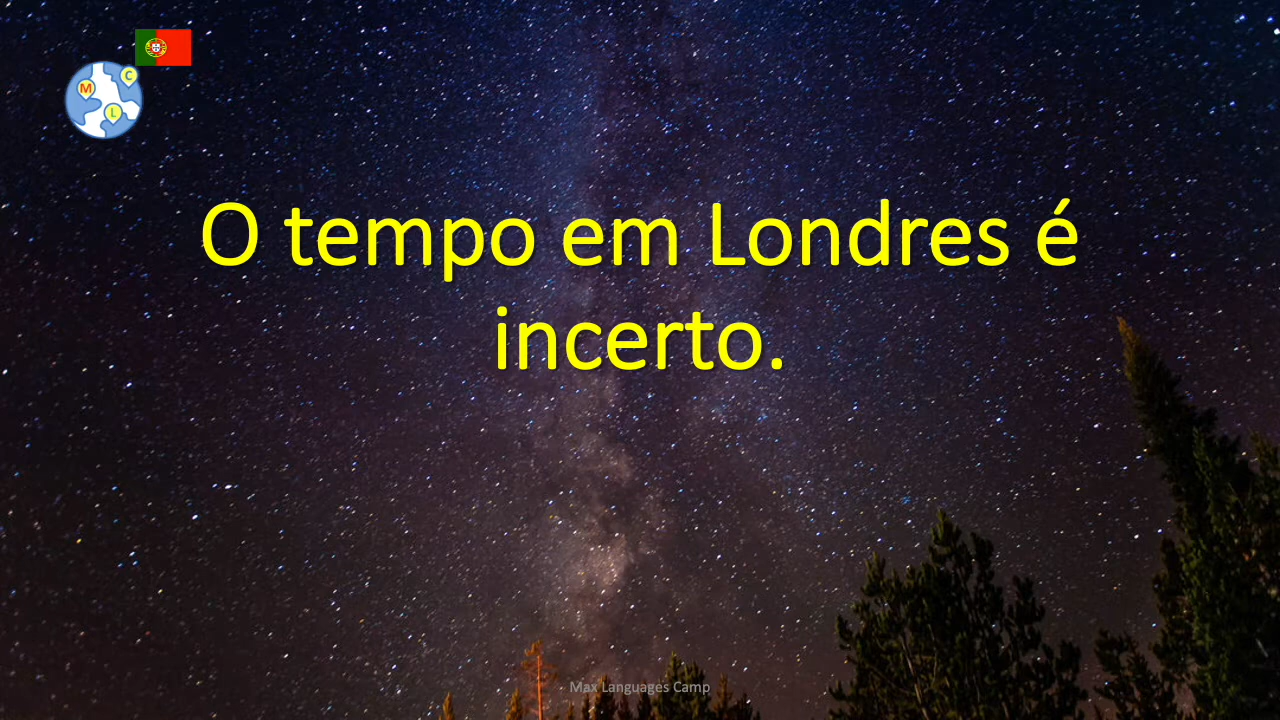 C
M
L
O tempo em Londres é
incerto.
Max Languages Camp